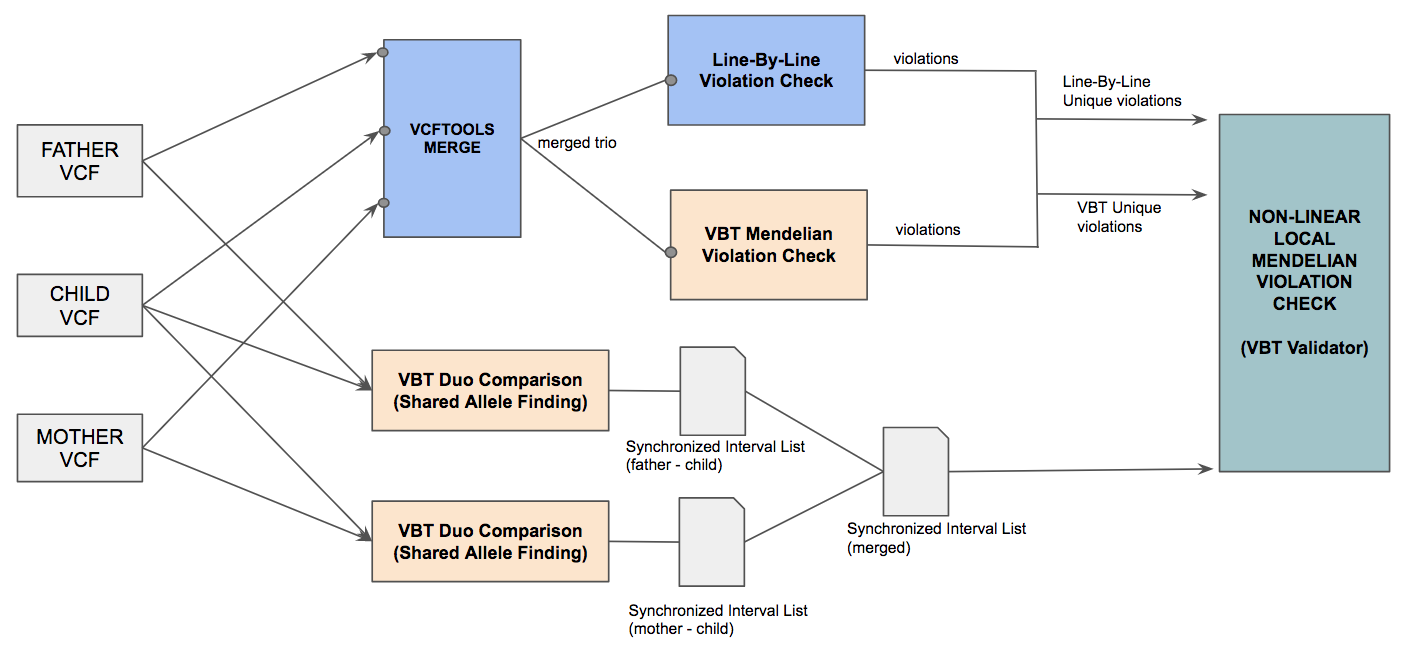 FATHER
VCF
CHILD
VCF
MOTHER
VCF
VCFTOOLS
MERGE
merged trio
Line-By-Line
Violation Check
violations
VBT Mendelian
Violation Check
violations
Line-By-Line
Unique violations
VBT Unique
violations
VBT Duo Comparison
(Shared Allele Finding)
Synchronized Interval List
(father - child)
VBT Duo Comparison
(Shared Allele Finding)
Synchronized Interval List
(mother - child)
Synchronized Interval List
(merged)
NON-LINEAR
LOCAL
MENDELIAN
VIOLATION
CHECK
(VBT Validator)